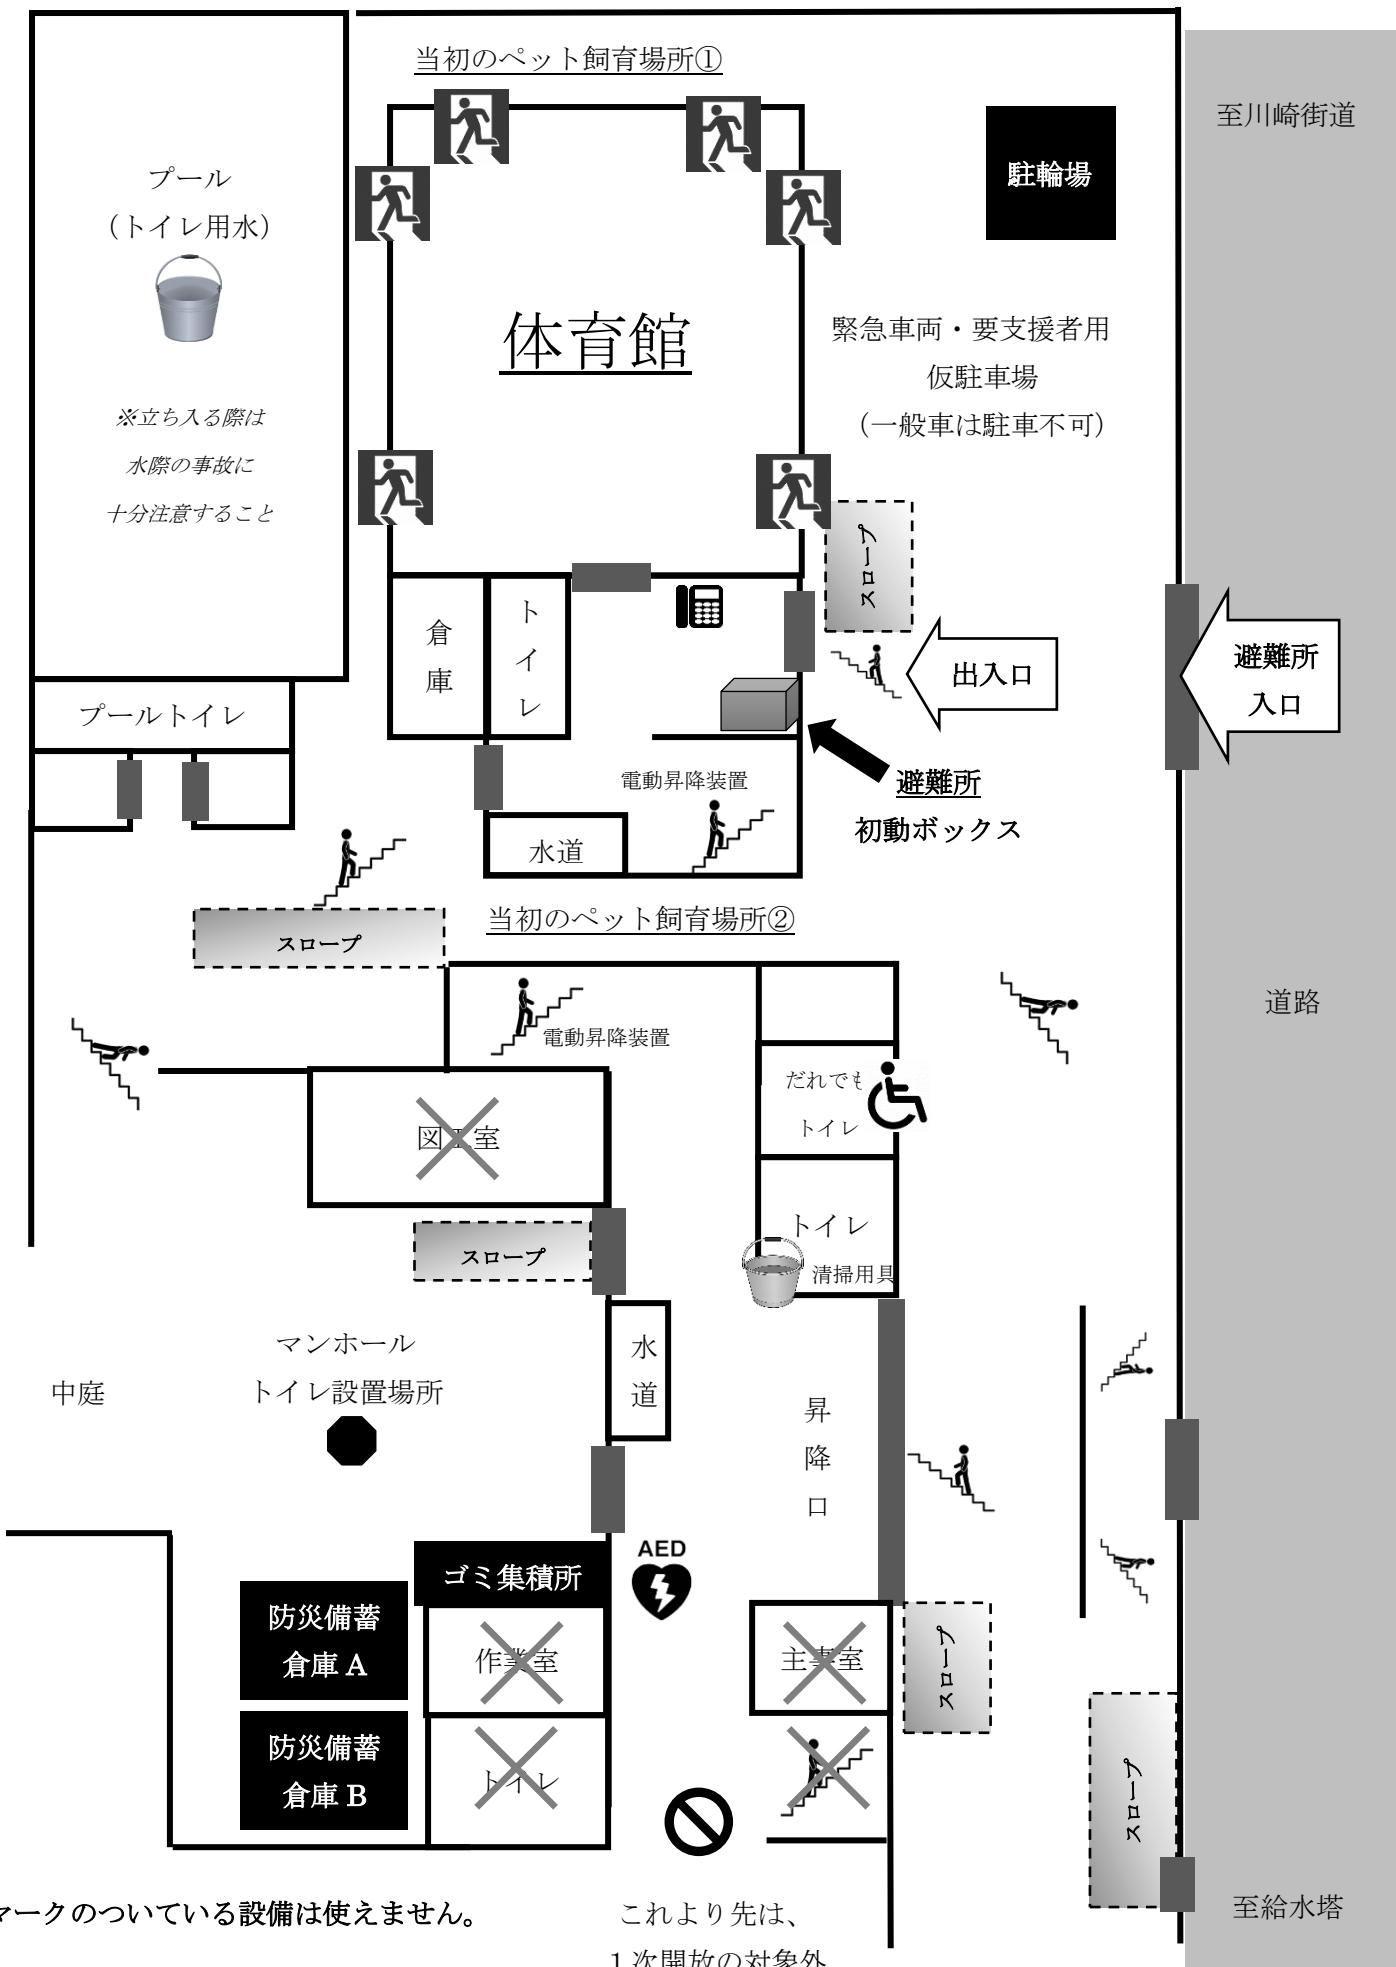 当初のペット飼育場所①
至川崎街道
駐輪場
プール
（トイレ用水）
体育館
緊急車両・要支援者用
仮駐車場
（一般車は駐車不可）
※立ち入る際は
水際の事故に
十分注意すること
スロープ
倉庫
トイレ
出入口
避難所
入口
プールトイレ
避難所
初動ボックス
電動昇降装置
水道
当初のペット飼育場所②
スロープ
道路
電動昇降装置
だれでも
トイレ
図工室
トイレ
清掃用具
スロープ
水道
マンホール
トイレ設置場所
中庭
昇降口
AED
ゴミ集積所
防災備蓄
倉庫 A
作業室
主事室
スロープ
防災備蓄
倉庫 B
トイレ
スロープ
マークのついている設備は使えません。
これより先は、
１次開放の対象外
至給水塔